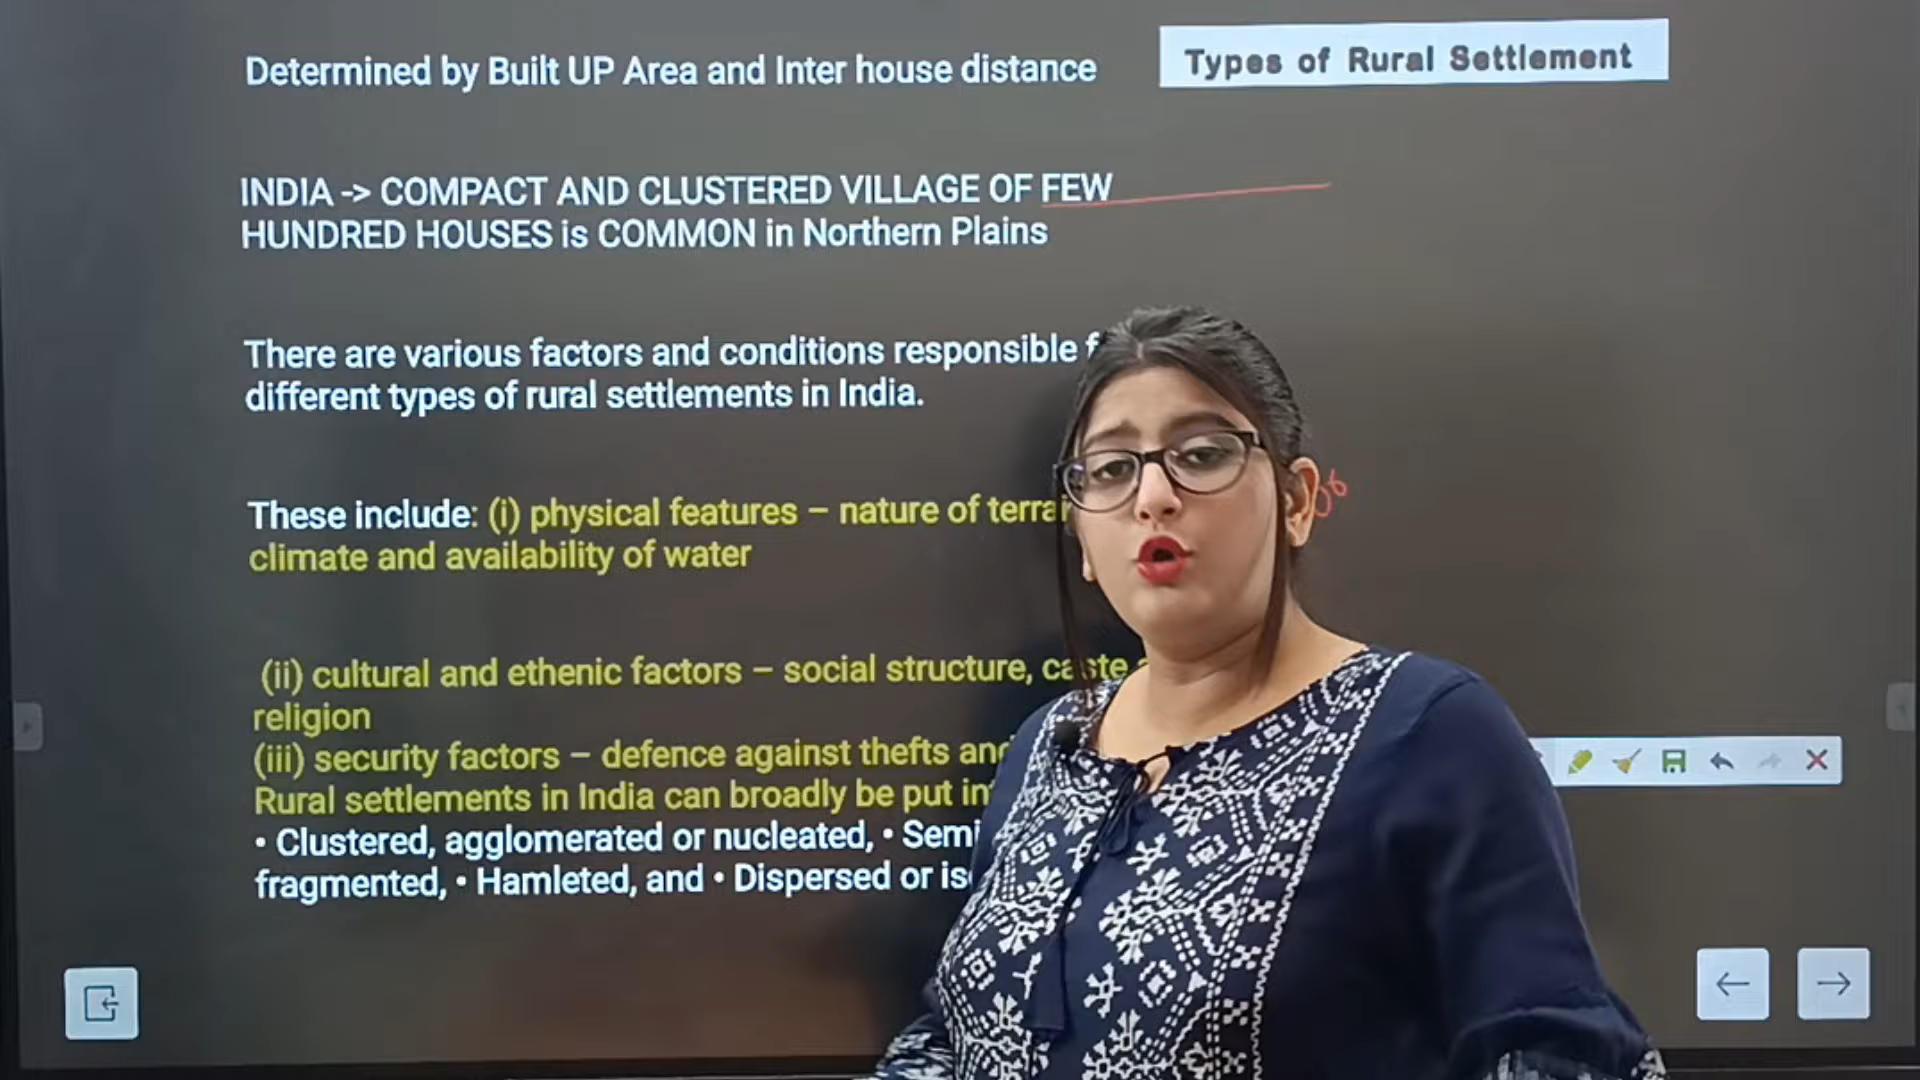 Determined by Built UP Area and Inter house distance
Types of Rural Settlement
INDIA -> COMPACT AND CLUSTERED VILLAGE OF FEW
HUNDRED HOUSES is COMMON in Northern Plains
There are various factors and conditions responsible
different types of rural settlements in India.
These include: (i) physical features – nature of
climate and availability of water
(ii) cultural and ethenic factors – social structure, caste
religion
(iii) security factors – defence against thefts
Rural settlements in India can broadly be put
• Clustered, agglomerated or nucleated, •
fragmented, • Hamleted, and • Dispersed or